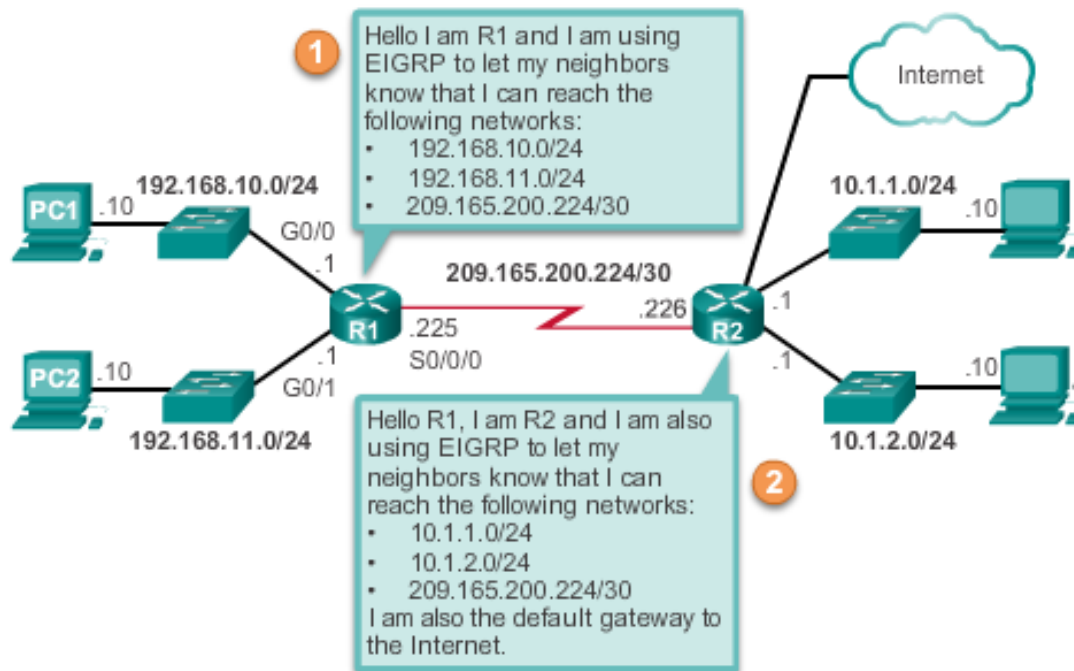 1
Hello I am R1 and I am using
EIGRP to let my neighbors
know that I can reach the
following networks:
• 192.168.10.0/24
• 192.168.11.0/24
• 209.165.200.224/30
Internet
192.168.10.0/24
10.1.1.0/24
PC1
.10
G0/0
.1
.10
209.165.200.224/30
.1
R1
.225
S0/0/0
.226
R2
PC2
.10
.1
G0/1
.1
.10
192.168.11.0/24
10.1.2.0/24
Hello R1, I am R2 and I am also
using EIGRP to let my
neighbors know that I can
reach the following networks:
• 10.1.1.0/24
• 10.1.2.0/24
• 209.165.200.224/30
I am also the default gateway to
the Internet.
2